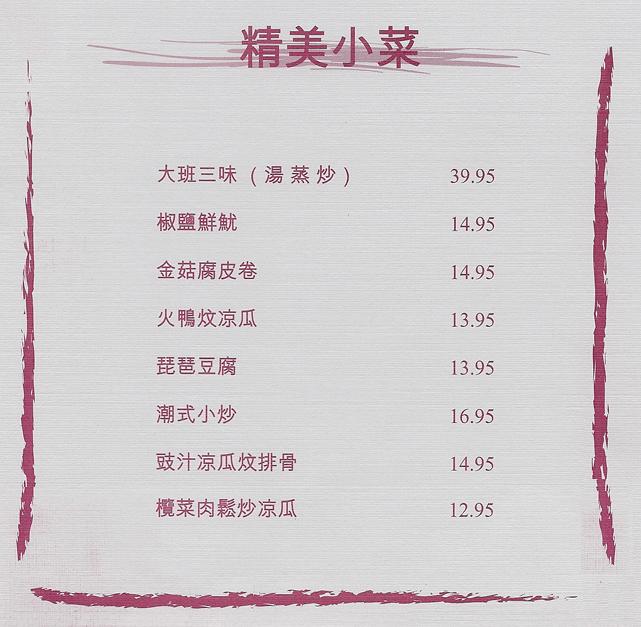 精美小菜
大班三味 （湯 蒸 炒） 39.95
椒鹽鮮魷 14.95
金菇腐皮卷 14.95
火鴨炆凉瓜 13.95
琵琶豆腐 13.95
潮式小炒 16.95
豉汁凉瓜炆排骨 14.95
欖菜肉鬆炒凉瓜 12.95